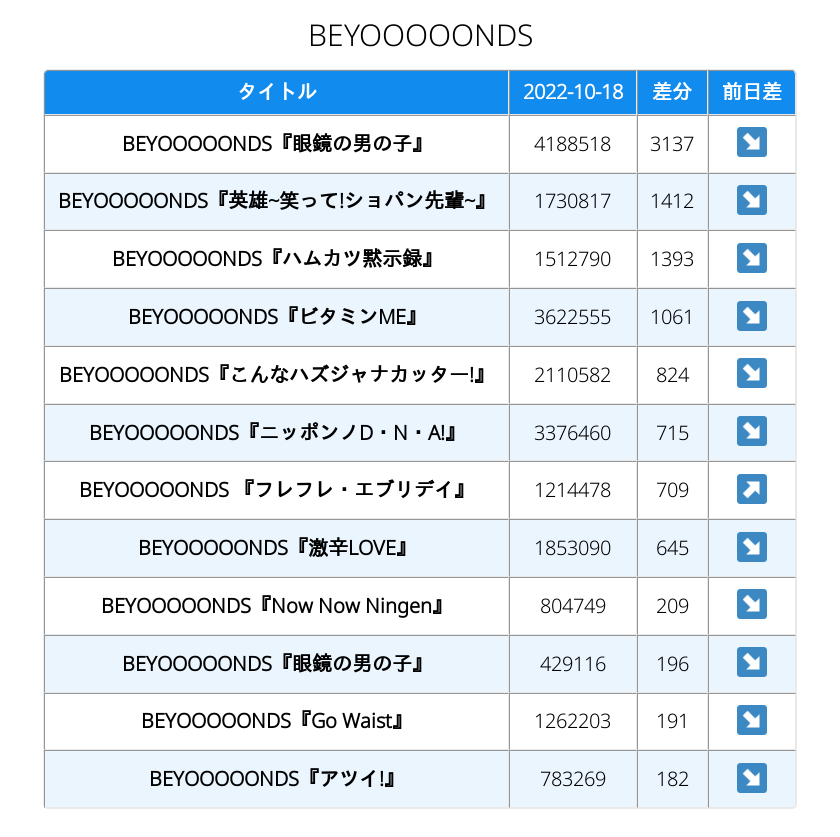 BEYOOOOONDS
タイトル 2022-10-18 差分 前日差
BEYOOOOONDS『眼鏡の男の子』 4188518 3137 ↘
BEYOOOOONDS『英雄~笑って!ショパン先輩~』 1730817 1412 ↘
BEYOOOOONDS『ハムカツ黙示録』 1512790 1393 ↘
BEYOOOOONDS『ビタミンME』 3622555 1061 ↘
BEYOOOOONDS『こんなハズジャナカッター!』 2110582 824 ↘
BEYOOOOONDS『ニッポンノD・N・A!』 3376460 715 ↘
BEYOOOOONDS 『フレフレ・エブリデイ』 1214478 709 ↗
BEYOOOOONDS『激辛LOVE』 1853090 645 ↘
BEYOOOOONDS『Now Now Ningen』 804749 209 ↘
BEYOOOOONDS『眼鏡の男の子』 429116 196 ↘
BEYOOOOONDS『Go Waist』 1262203 191 ↘
BEYOOOOONDS『アツイ!』 783269 182 ↘